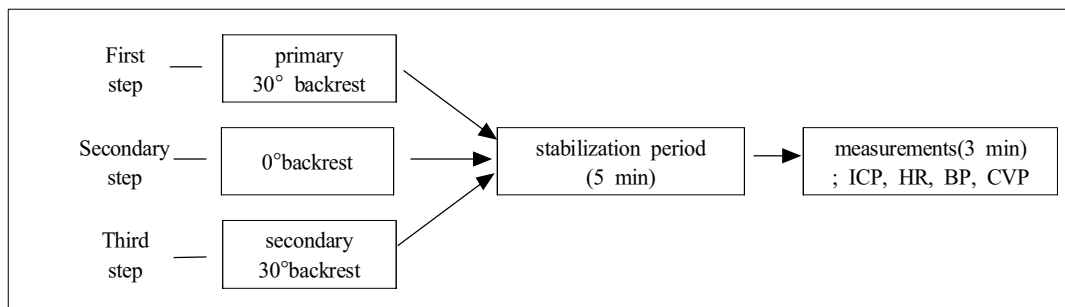 First
step
primary
30° backrest
Secondary
step
0°backrest
stabilization period
(5 min)
measurements(3 min)
; ICP, HR, BP, CVP
Third
step
secondary
30°backrest